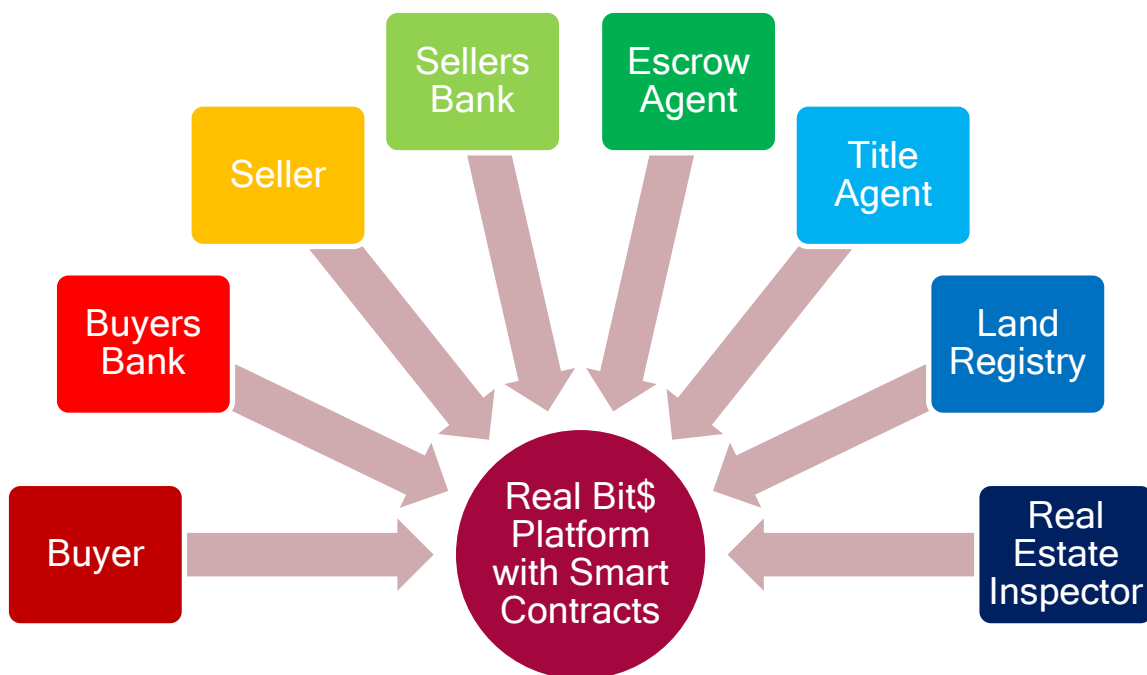 Sellers
Bank
Escrow
Agent
Seller
Title
Agent
Buyers
Bank
Land
Registry
Buyer
Real Bit$
Platform
with Smart
Contracts
Real
Estate
Inspector